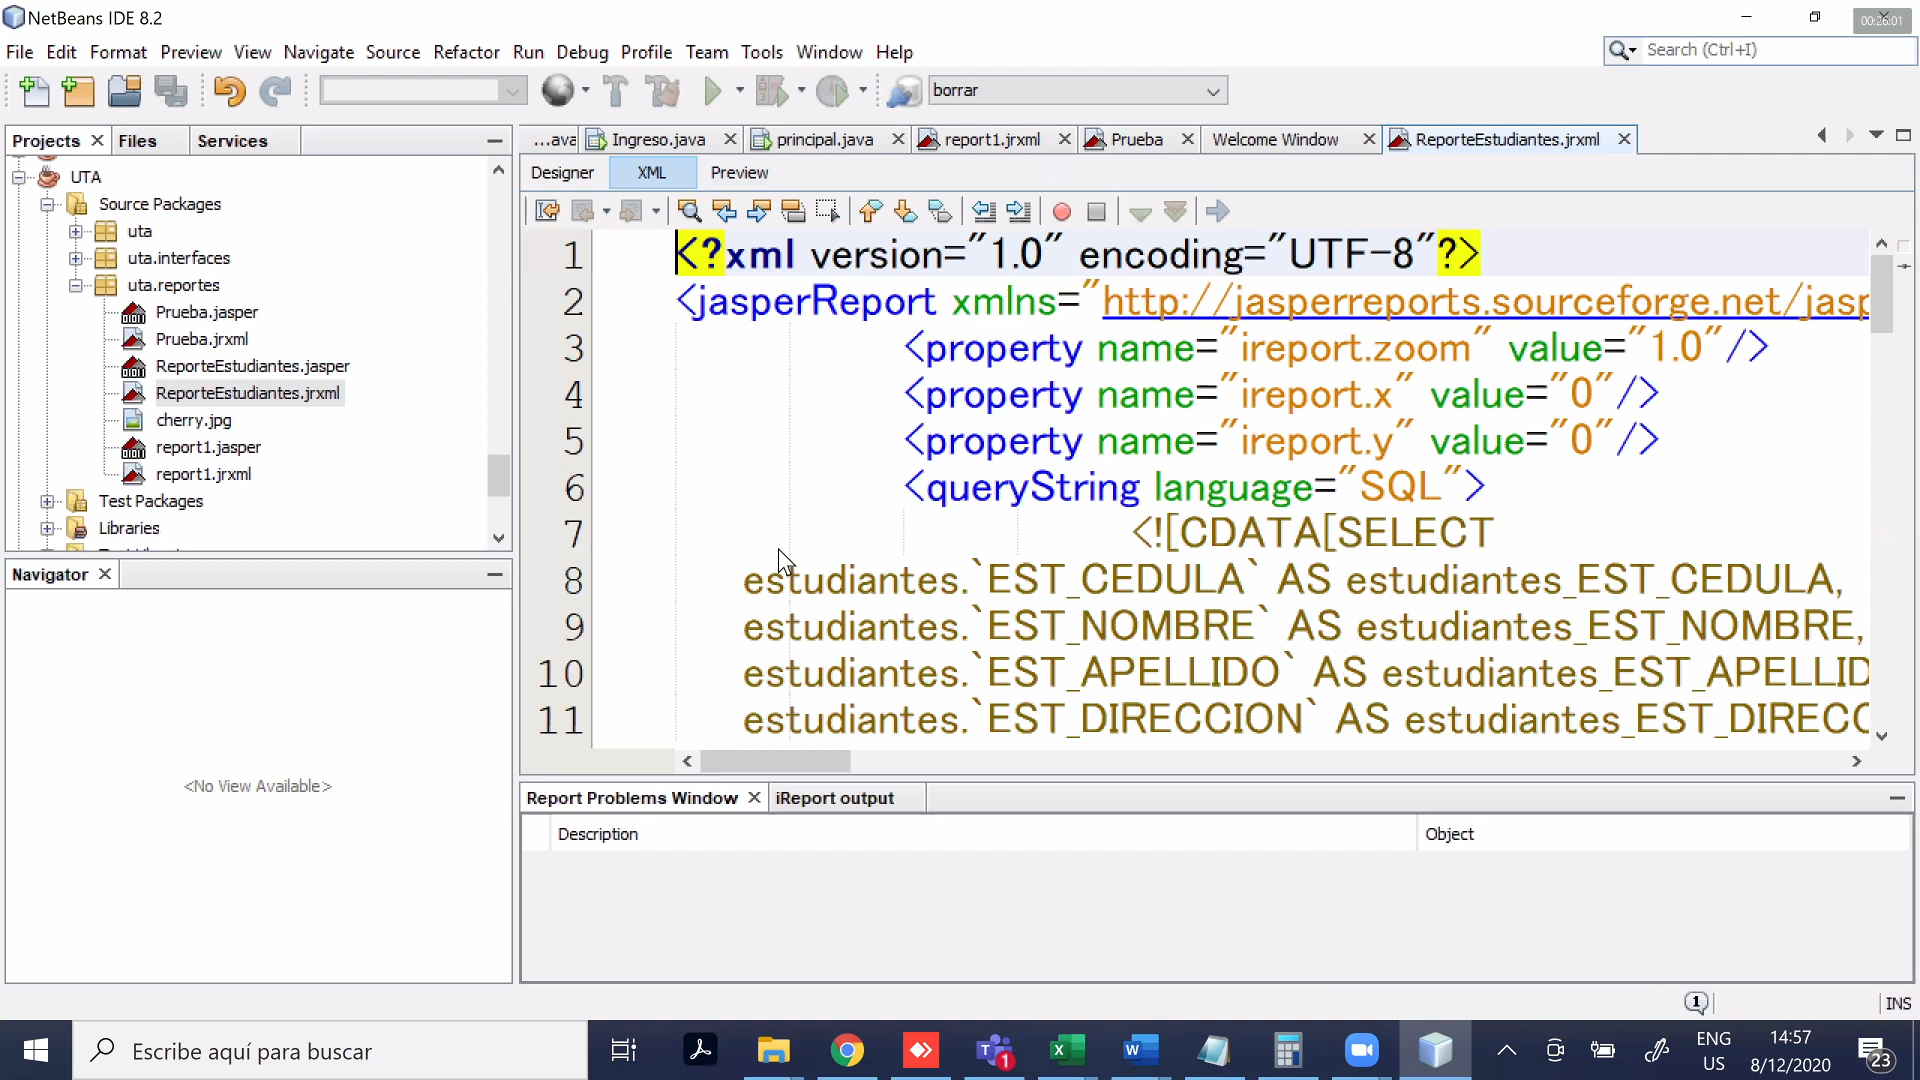 NetBeans IDE 8.2
00:26:01
File Edit Format Preview View Navigate Source Refactor Run Debug Profile Team Tools Window Help
Search (Ctrl+I)
borrar
Projects Files Services
...ava Ingreso.java principal.java report1.jrxml Prueba Welcome Window ReporteEstudiantes.jrxml
Designer XML Preview
UTA
Source Packages
uta
uta.interfaces
uta.reportes
Prueba.jasper
Prueba.jrxml
ReporteEstudiantes.jasper
ReporteEstudiantes.jrxml
cherry.jpg
report1.jasper
report1.jrxml
Test Packages
Libraries
1 <?xml version="1.0" encoding="UTF-8"?>
2 <jasperReport xmlns="http://jasperreports.sourceforge.net/jasp
3 <property name="ireport.zoom" value="1.0"/>
4 <property name="ireport.x" value="0"/>
5 <property name="ireport.y" value="0"/>
6 <queryString language="SQL">
7 <![CDATA[SELECT
8 estudiantes.`EST_CEDULA` AS estudiantes_EST_CEDULA,
9 estudiantes.`EST_NOMBRE` AS estudiantes_EST_NOMBRE,
10 estudiantes.`EST_APELLIDO` AS estudiantes_EST_APELLID
11 estudiantes.`EST_DIRECCION` AS estudiantes_EST_DIRECC
Navigator
<No View Available>
Report Problems Window iReport output
Description Object
1 INS
Escribe aquí para buscar
1
ENG
US
14:57
8/12/2020
23